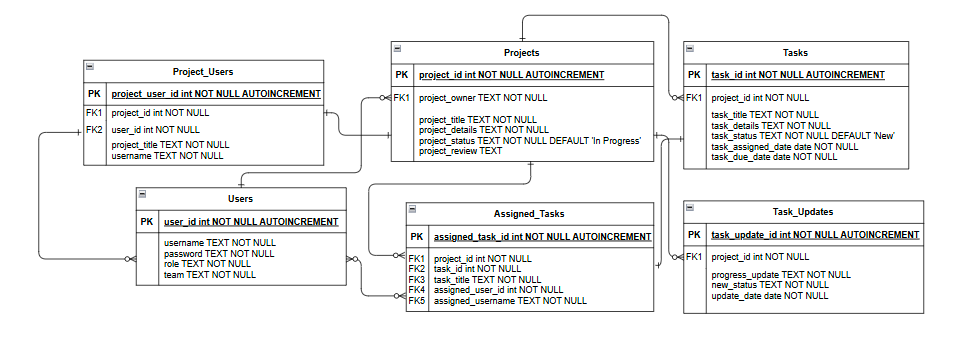 Project_Users
PK project_user_id int NOT NULL AUTOINCREMENT
FK1 project_id int NOT NULL
FK2 user_id int NOT NULL
project_title TEXT NOT NULL
username TEXT NOT NULL
Projects
PK project_id int NOT NULL AUTOINCREMENT
FK1 project_owner TEXT NOT NULL
project_title TEXT NOT NULL
project_details TEXT NOT NULL
project_status TEXT NOT NULL DEFAULT 'In Progress'
project_review TEXT
Tasks
PK task_id int NOT NULL AUTOINCREMENT
FK1 project_id int NOT NULL
task_title TEXT NOT NULL
task_details TEXT NOT NULL
task_status TEXT NOT NULL DEFAULT 'New'
task_assigned_date date NOT NULL
task_due_date date NOT NULL
Users
PK user_id int NOT NULL AUTOINCREMENT
username TEXT NOT NULL
password TEXT NOT NULL
role TEXT NOT NULL
team TEXT NOT NULL
Assigned_Tasks
PK assigned_task_id int NOT NULL AUTOINCREMENT
FK1 project_id int NOT NULL
FK2 task_id int NOT NULL
FK3 task_title TEXT NOT NULL
FK4 assigned_user_id int NOT NULL
FK5 assigned_username TEXT NOT NULL
Task_Updates
PK task_update_id int NOT NULL AUTOINCREMENT
FK1 project_id int NOT NULL
progress_update TEXT NOT NULL
new_status TEXT NOT NULL
update_date date NOT NULL